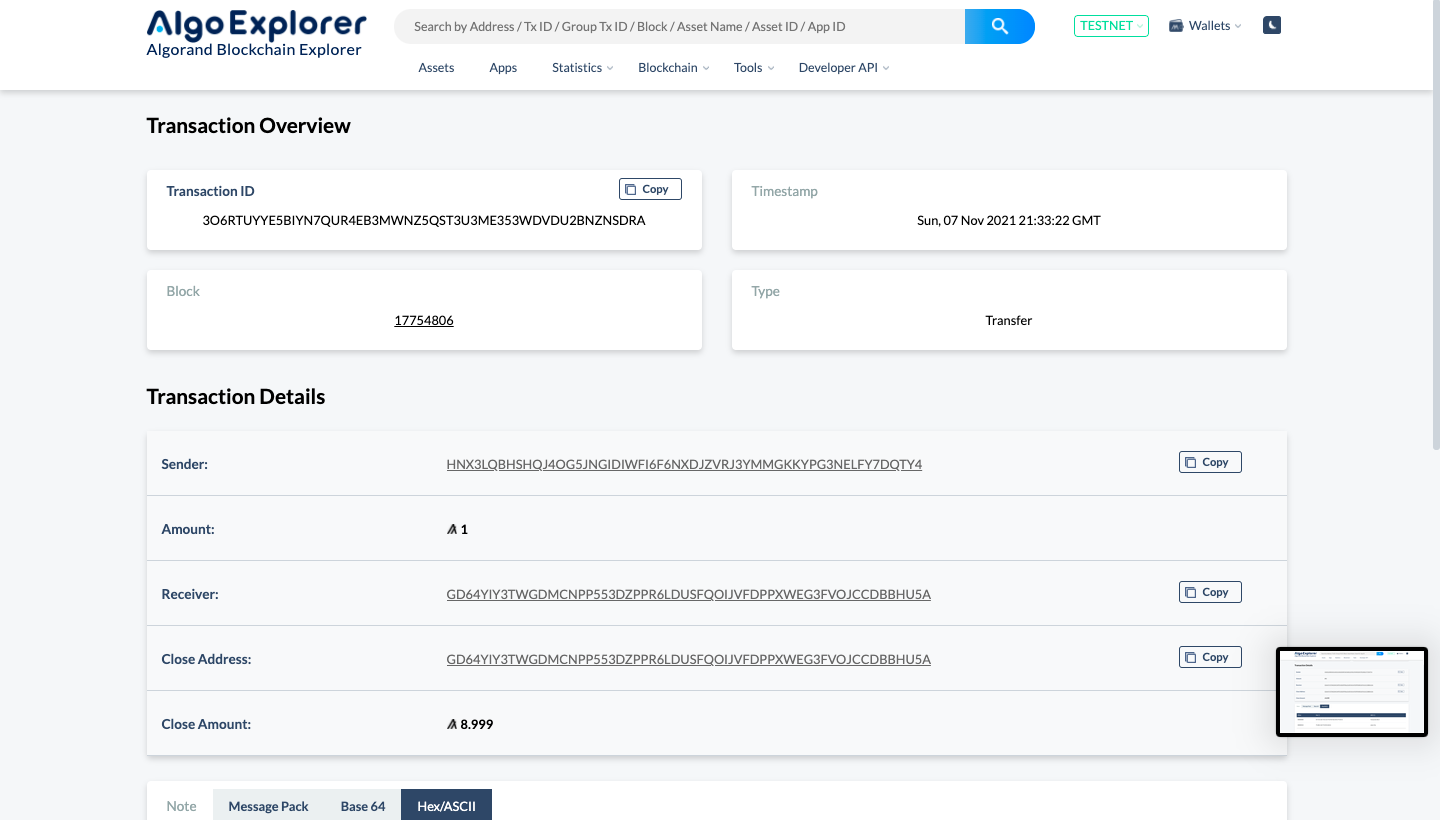 AlgoExplorer
Algorand Blockchain Explorer
Search by Address / Tx ID / Group Tx ID / Block / Asset Name / Asset ID / App ID
TESTNET
Wallets
Assets
Apps
Statistics
Blockchain
Tools
Developer API
Transaction Overview
Transaction ID
Copy
3O6RTUYYE5BIYN7QUR4EB3MWNZ5QST3U3ME353WDVDU2BNZNSDRA
Timestamp
Sun, 07 Nov 2021 21:33:22 GMT
Block
17754806
Type
Transfer
Transaction Details
Sender:
HNX3LQBHSHQJ4OG5JNGIDIWFI6F6NXDJZVRJ3YMMGKKYPG3NELFY7DQTY4
Copy
Amount:
1
Receiver:
GD64YIY3TWGDMCNPP553DZPPR6LDUSFQOIJVFDPPXWEG3FVOJCCDBBHU5A
Copy
Close Address:
GD64YIY3TWGDMCNPP553DZPPR6LDUSFQOIJVFDPPXWEG3FVOJCCDBBHU5A
Copy
Close Amount:
8.999
Note
Message Pack
Base 64
Hex/ASCII
AlgoExplorer